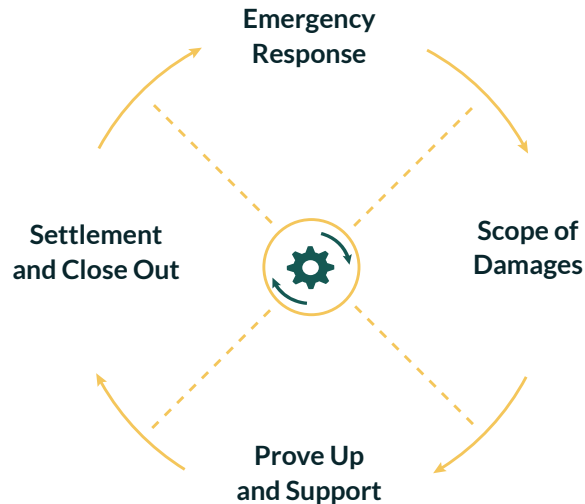 Emergency
Response
Scope of
Damages
Prove Up
and Support
Settlement
and Close Out